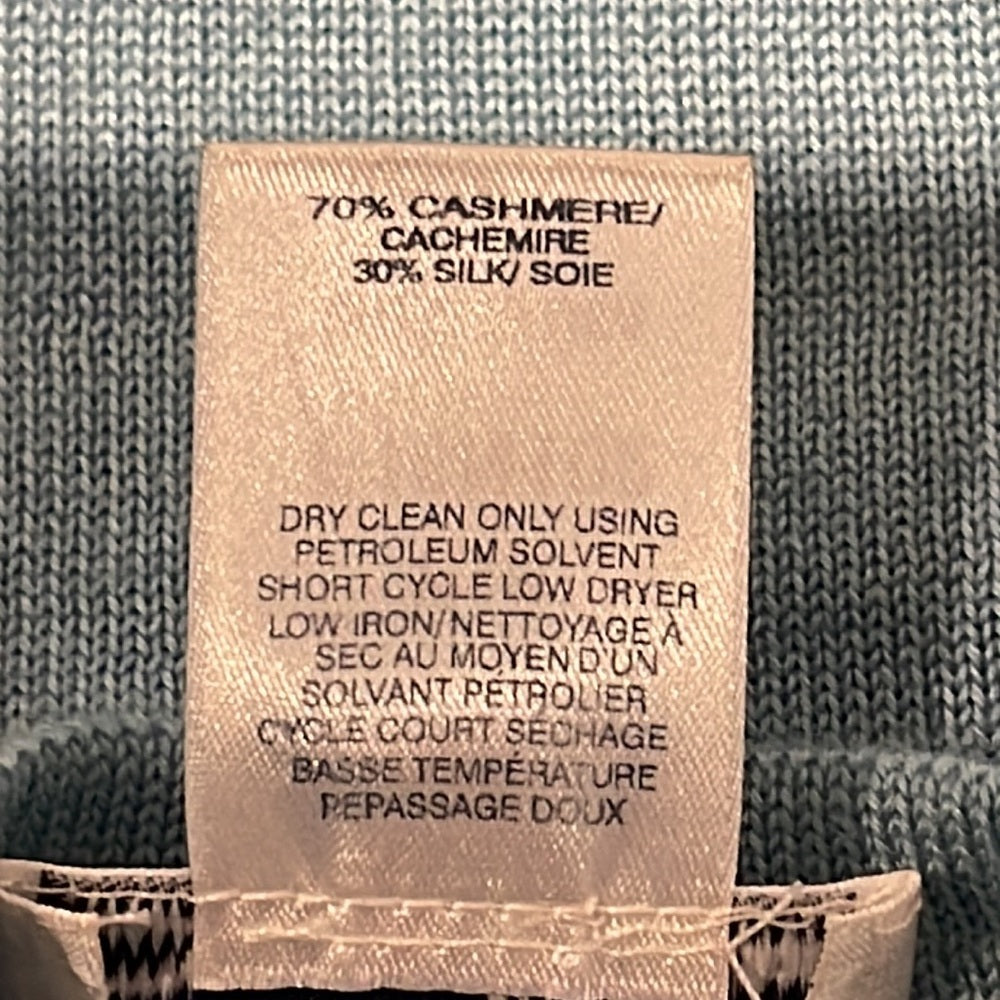 70% CASHMERE/
CACHEMIRE
30% SILK/ SOIE
DRY CLEAN ONLY USING
PETROLEUM SOLVENT
SHORT CYCLE LOW DRYER
LOW IRON/NETTOYAGE À
SEC AU MOYEN D'UN
SOLVANT PÉTROLIER
CYCLE COURT SÉCHAGE
BASSE TEMPÉRATURE
REPASSAGE DOUX